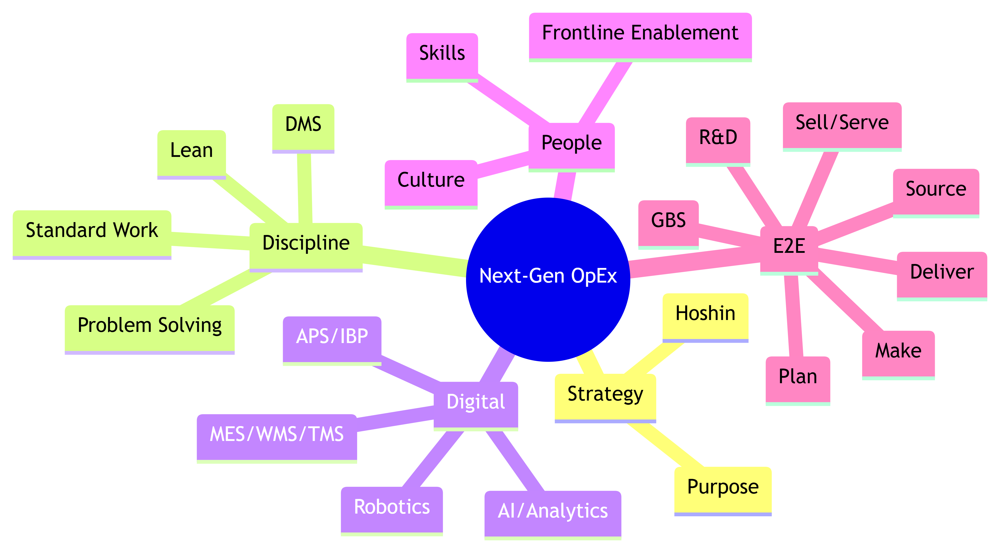 Frontline Enablement
Skills
People
Culture
DMS
Lean
Standard Work
Discipline
Problem Solving
Next-Gen OpEx
R&D
Sell/Serve
Source
GBS
E2E
Deliver
Make
Plan
Hoshin
Strategy
Purpose
APS/IBP
Digital
MES/WMS/TMS
Robotics
AI/Analytics